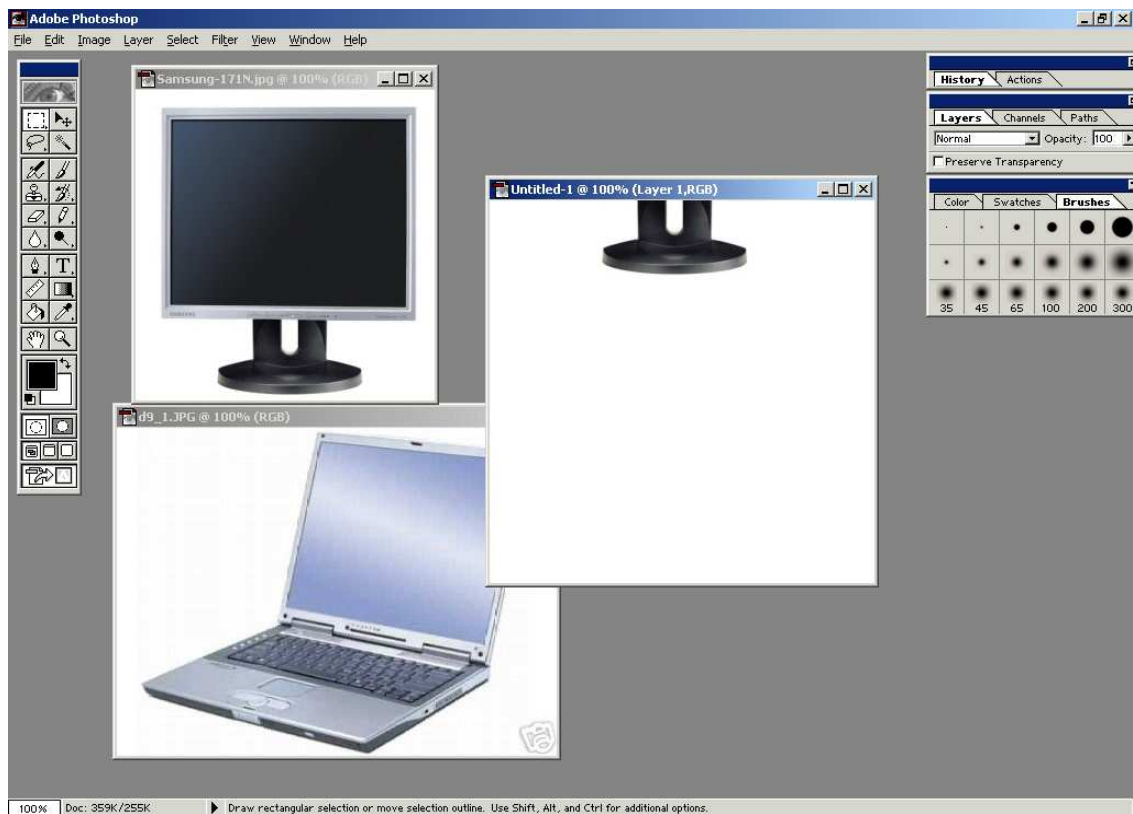 Adobe Photoshop
File Edit Image Layer Select Filter View Window Help
Samsung-171N.jpg @ 100% (RGB)
SAMSUNG
History Actions
Layers Channels Paths
Normal Opacity: 100
Preserve Transparency
Untitled-1 @ 100% (Layer 1,RGB)
Color Swatches Brushes
35 45 65 100 200 300
T
d9_1.JPG @ 100% (RGB)
100% Doc: 359K/255K Draw rectangular selection or move selection outline. Use Shift, Alt, and Ctrl for additional options.